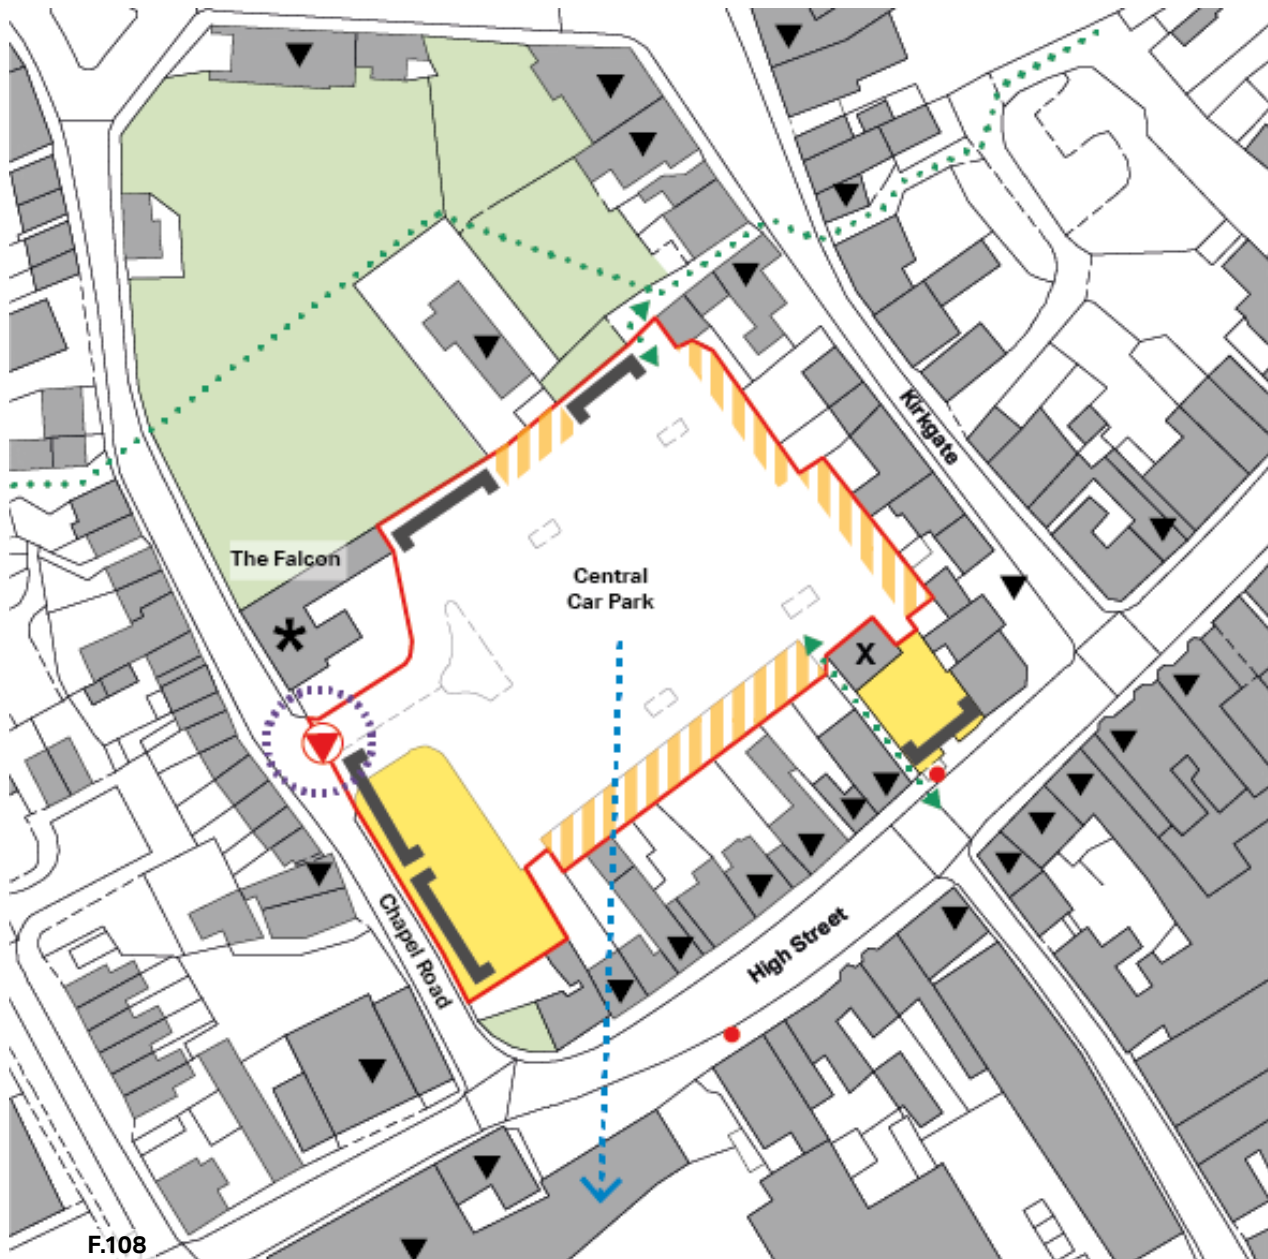 Kirkgate
The Falcon
Central
Car Park
*
X
Chapel Road
High Street
F.108